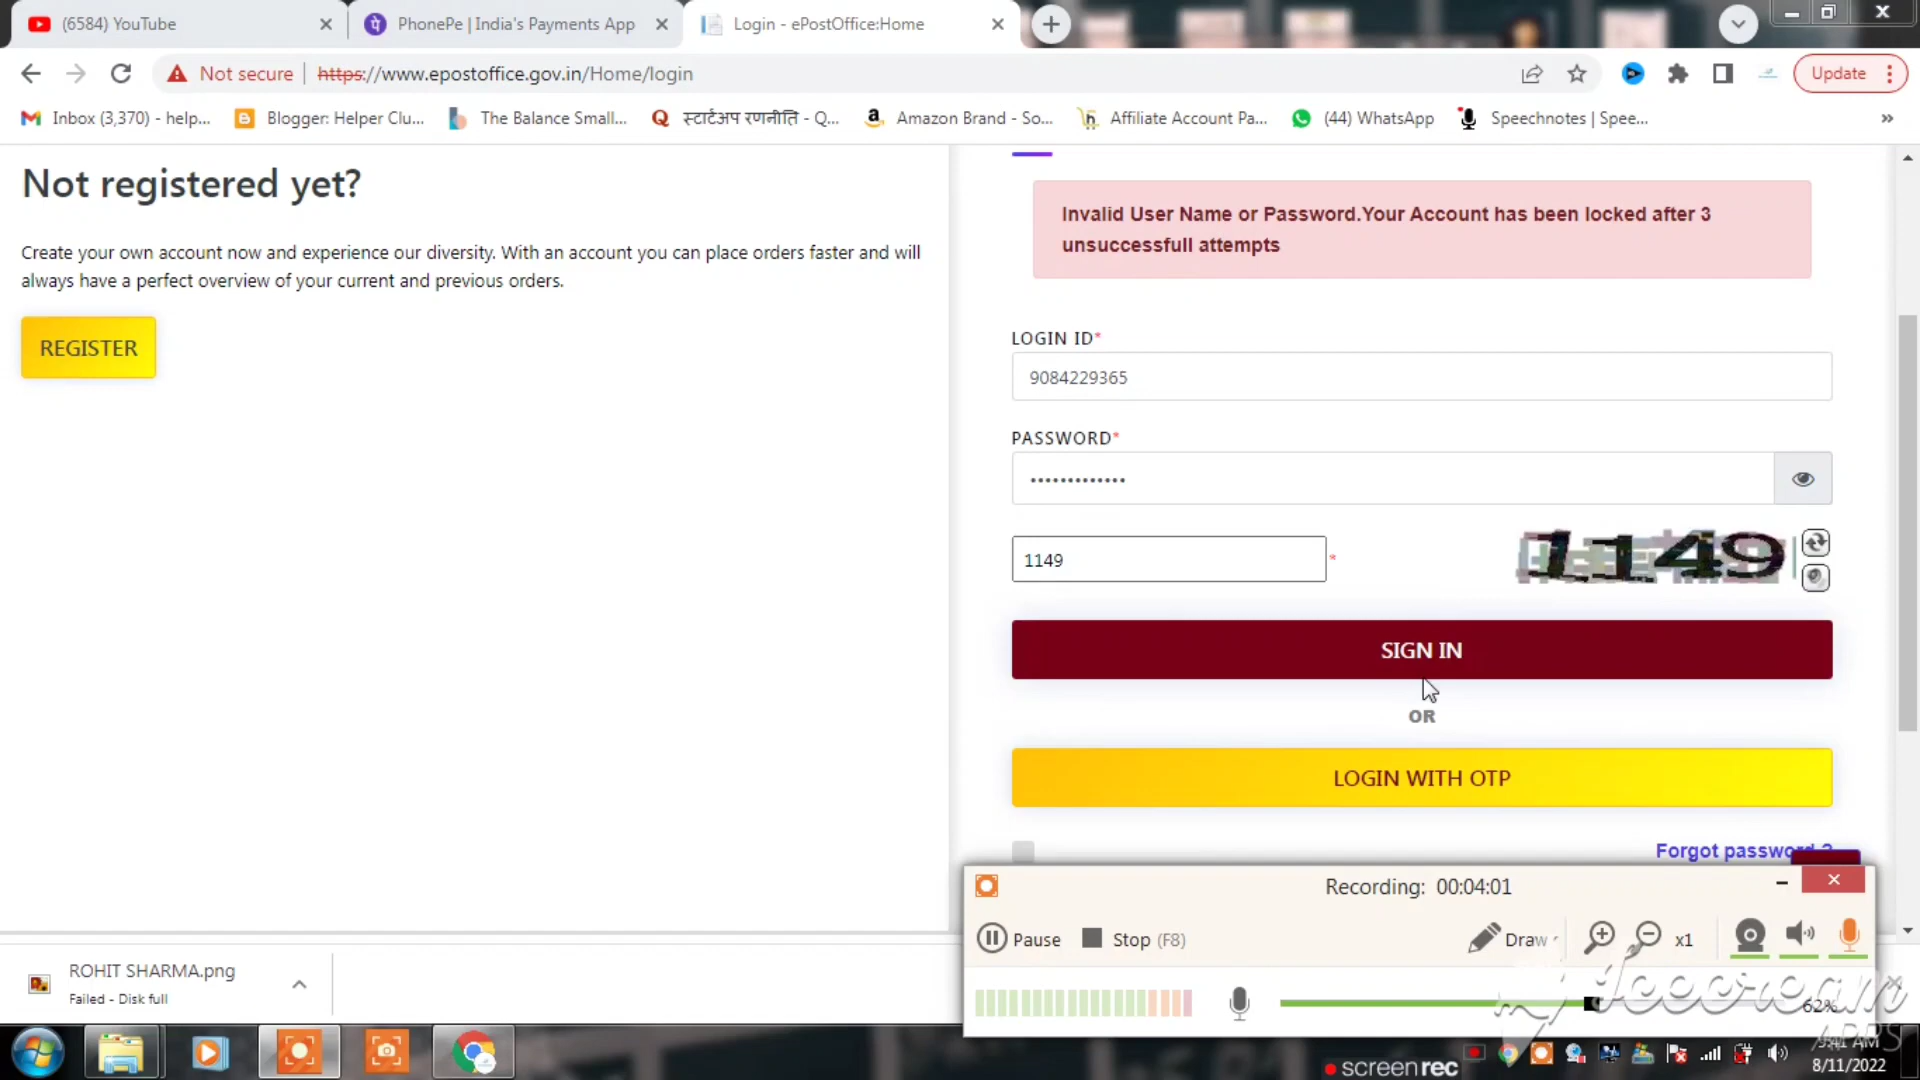 (6584) YouTube
PhonePe | India's Payments App
Login - ePostOffice:Home
Not secure
https://www.epostoffice.gov.in/Home/login
Update
Inbox (3,370) - help...
Blogger: Helper Clu...
The Balance Small...
स्टार्टअप रणनीति - Q...
Amazon Brand - So...
Affiliate Account Pa...
(44) WhatsApp
Speechnotes | Spee...
»
Not registered yet?
Create your own account now and experience our diversity. With an account you can place orders faster and will
always have a perfect overview of your current and previous orders.
REGISTER
Invalid User Name or Password.Your Account has been locked after 3
unsuccessfull attempts
LOGIN ID*
9084229365
PASSWORD*
•••••••••••••
1149
*
1149
SIGN IN
OR
LOGIN WITH OTP
Forgot password ?
Recording: 00:04:01
Pause
Stop (F8)
Draw
x1
62%
ROHIT SHARMA.png
Failed - Disk full
APPS
9:41 AM
8/11/2022
screenrec